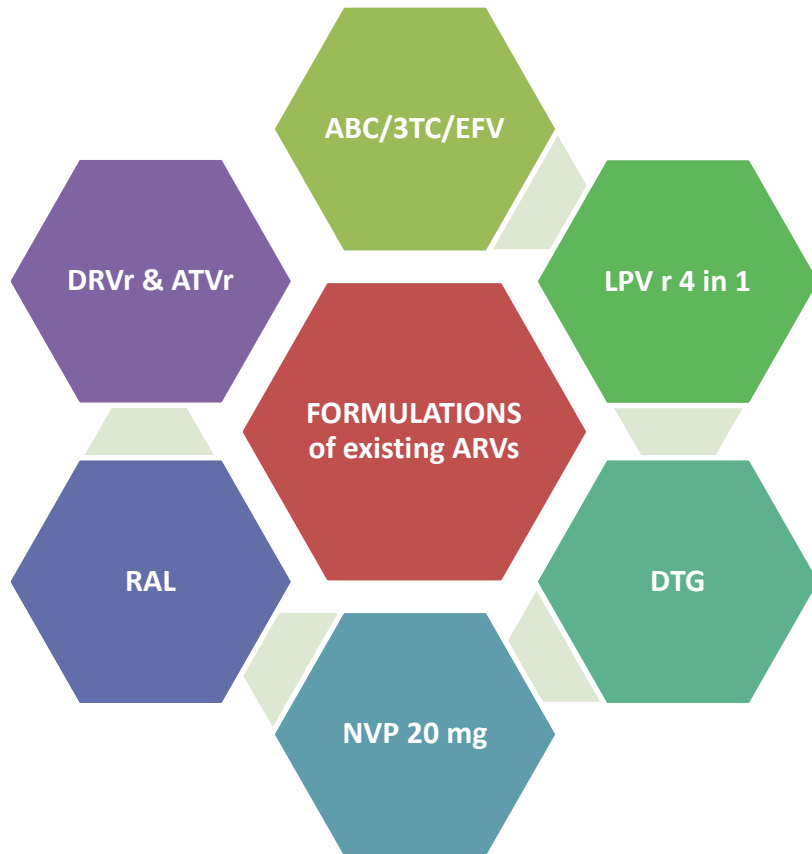 ABC/3TC/EFV
DRVr & ATVr
LPV r 4 in 1
FORMULATIONS
of existing ARVs
RAL
DTG
NVP 20 mg